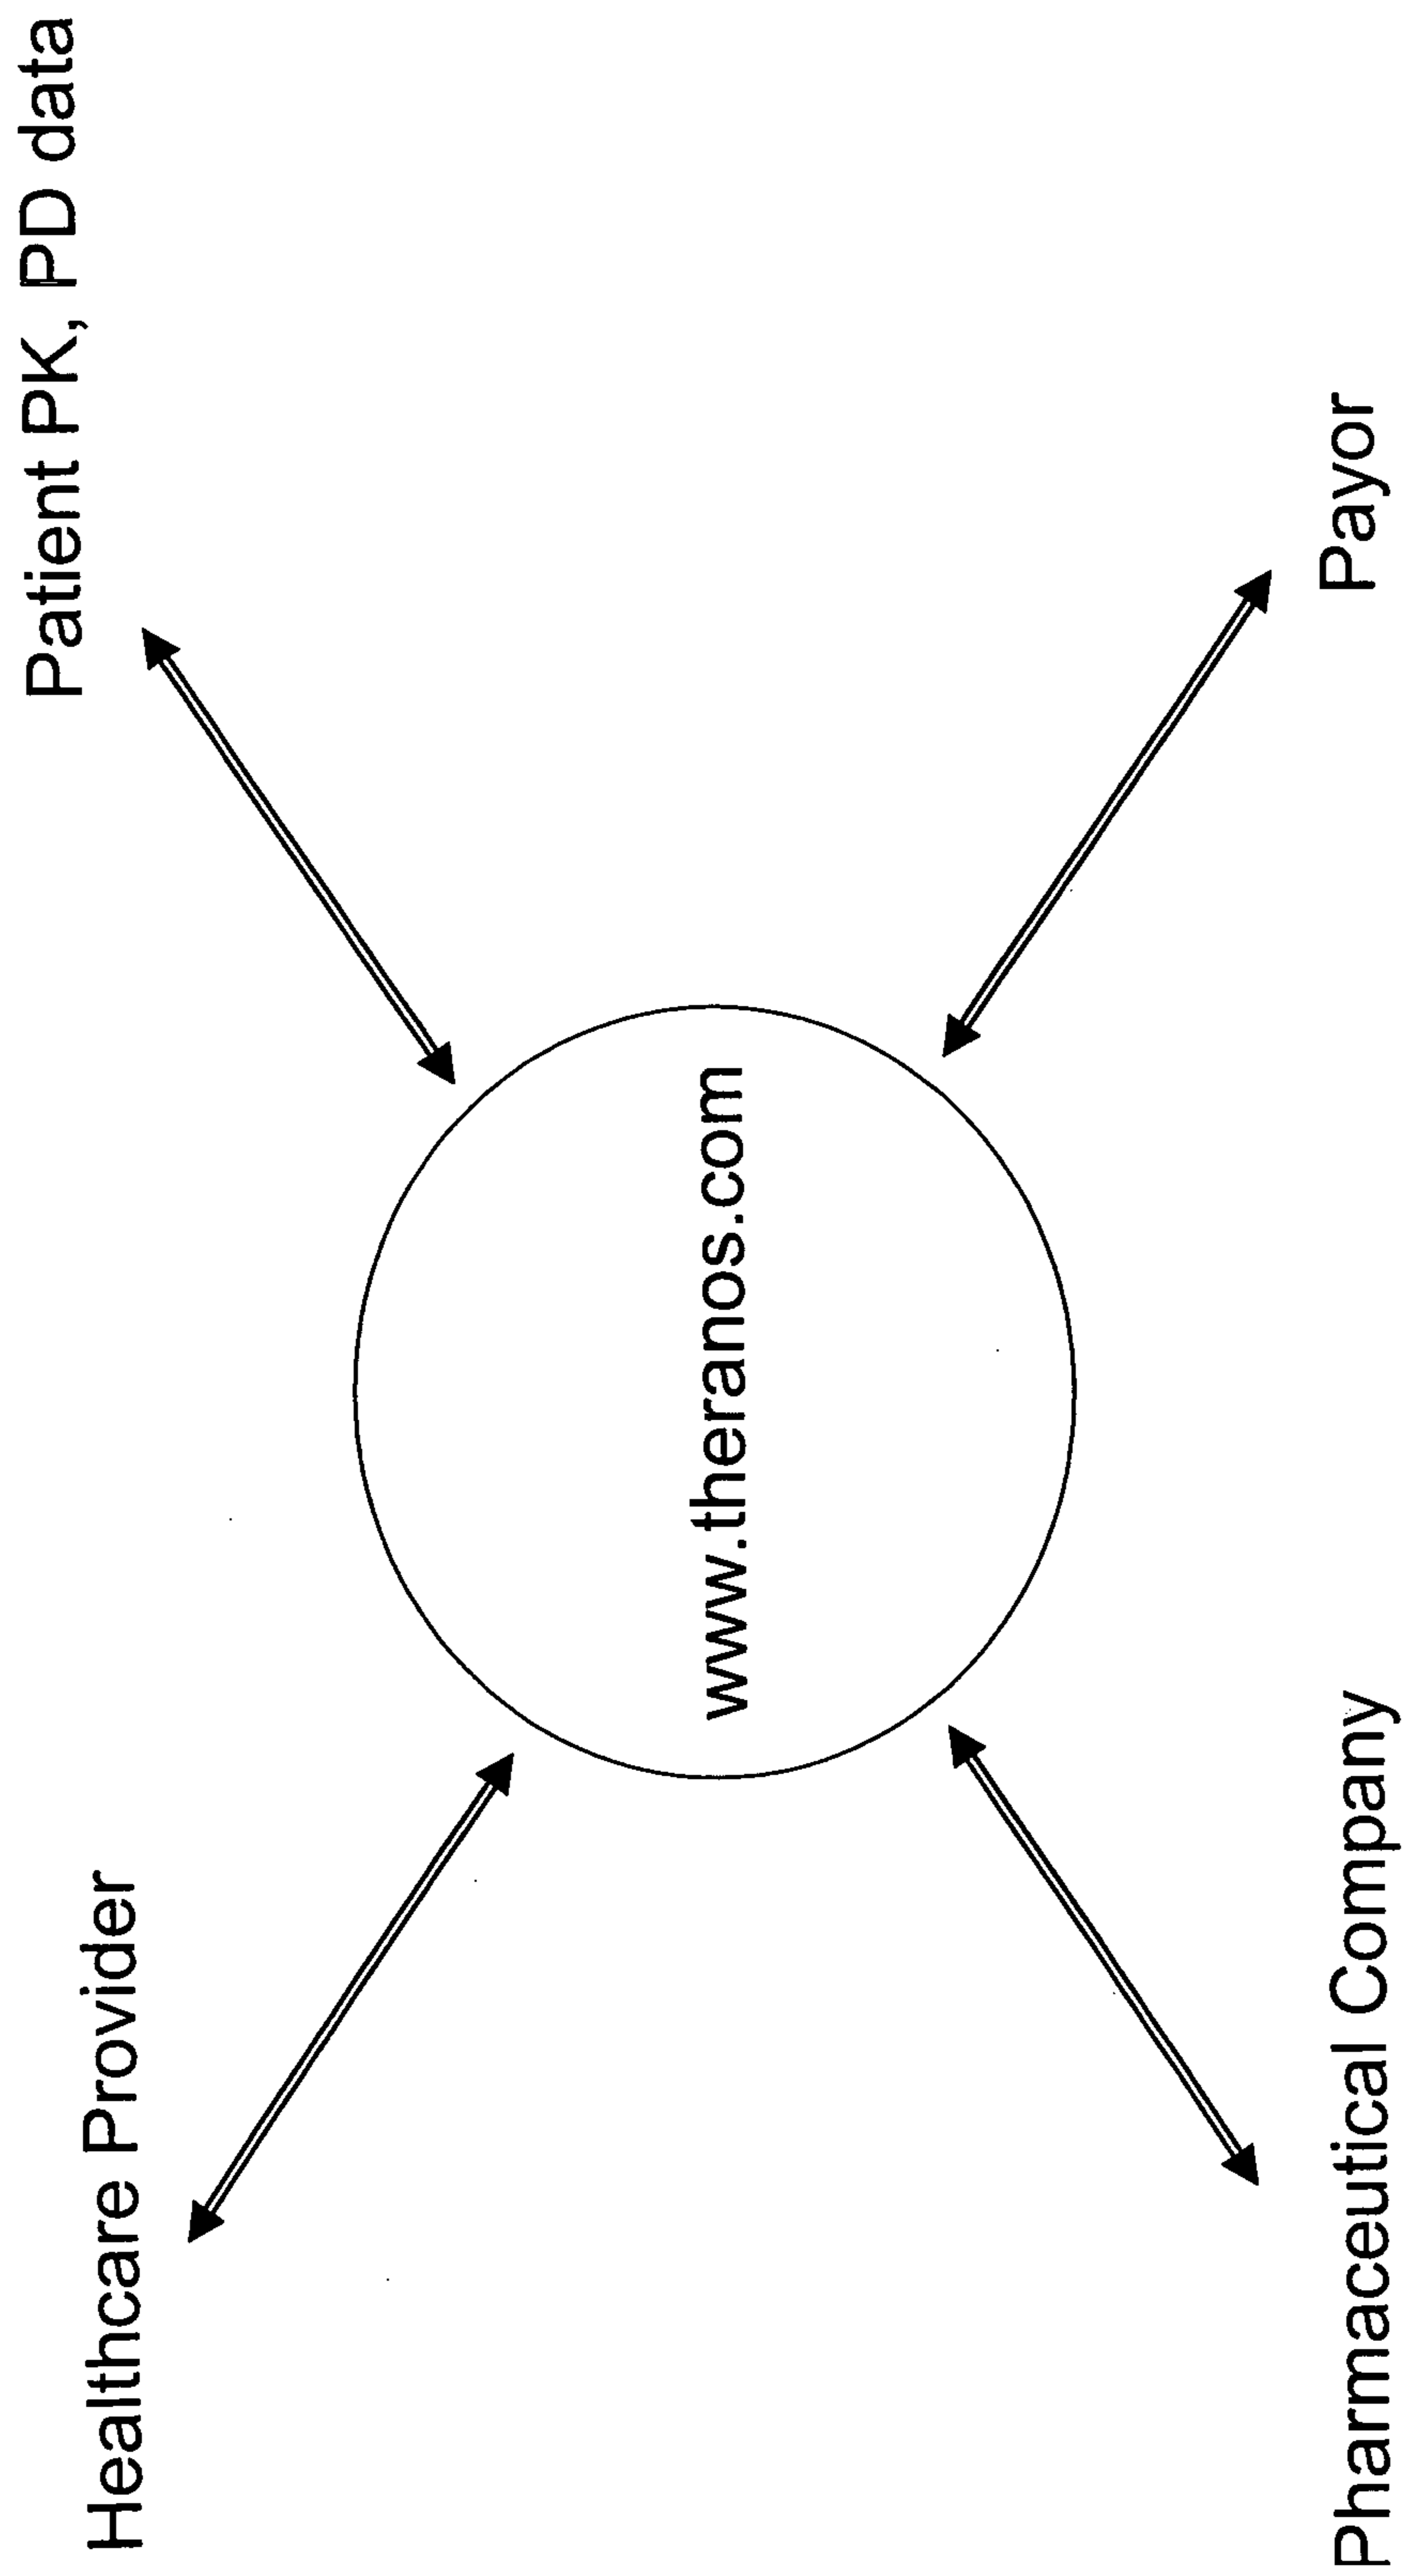 Healthcare Provider
Patient PK, PD data
www.theranos.com
Pharmaceutical Company
Payor